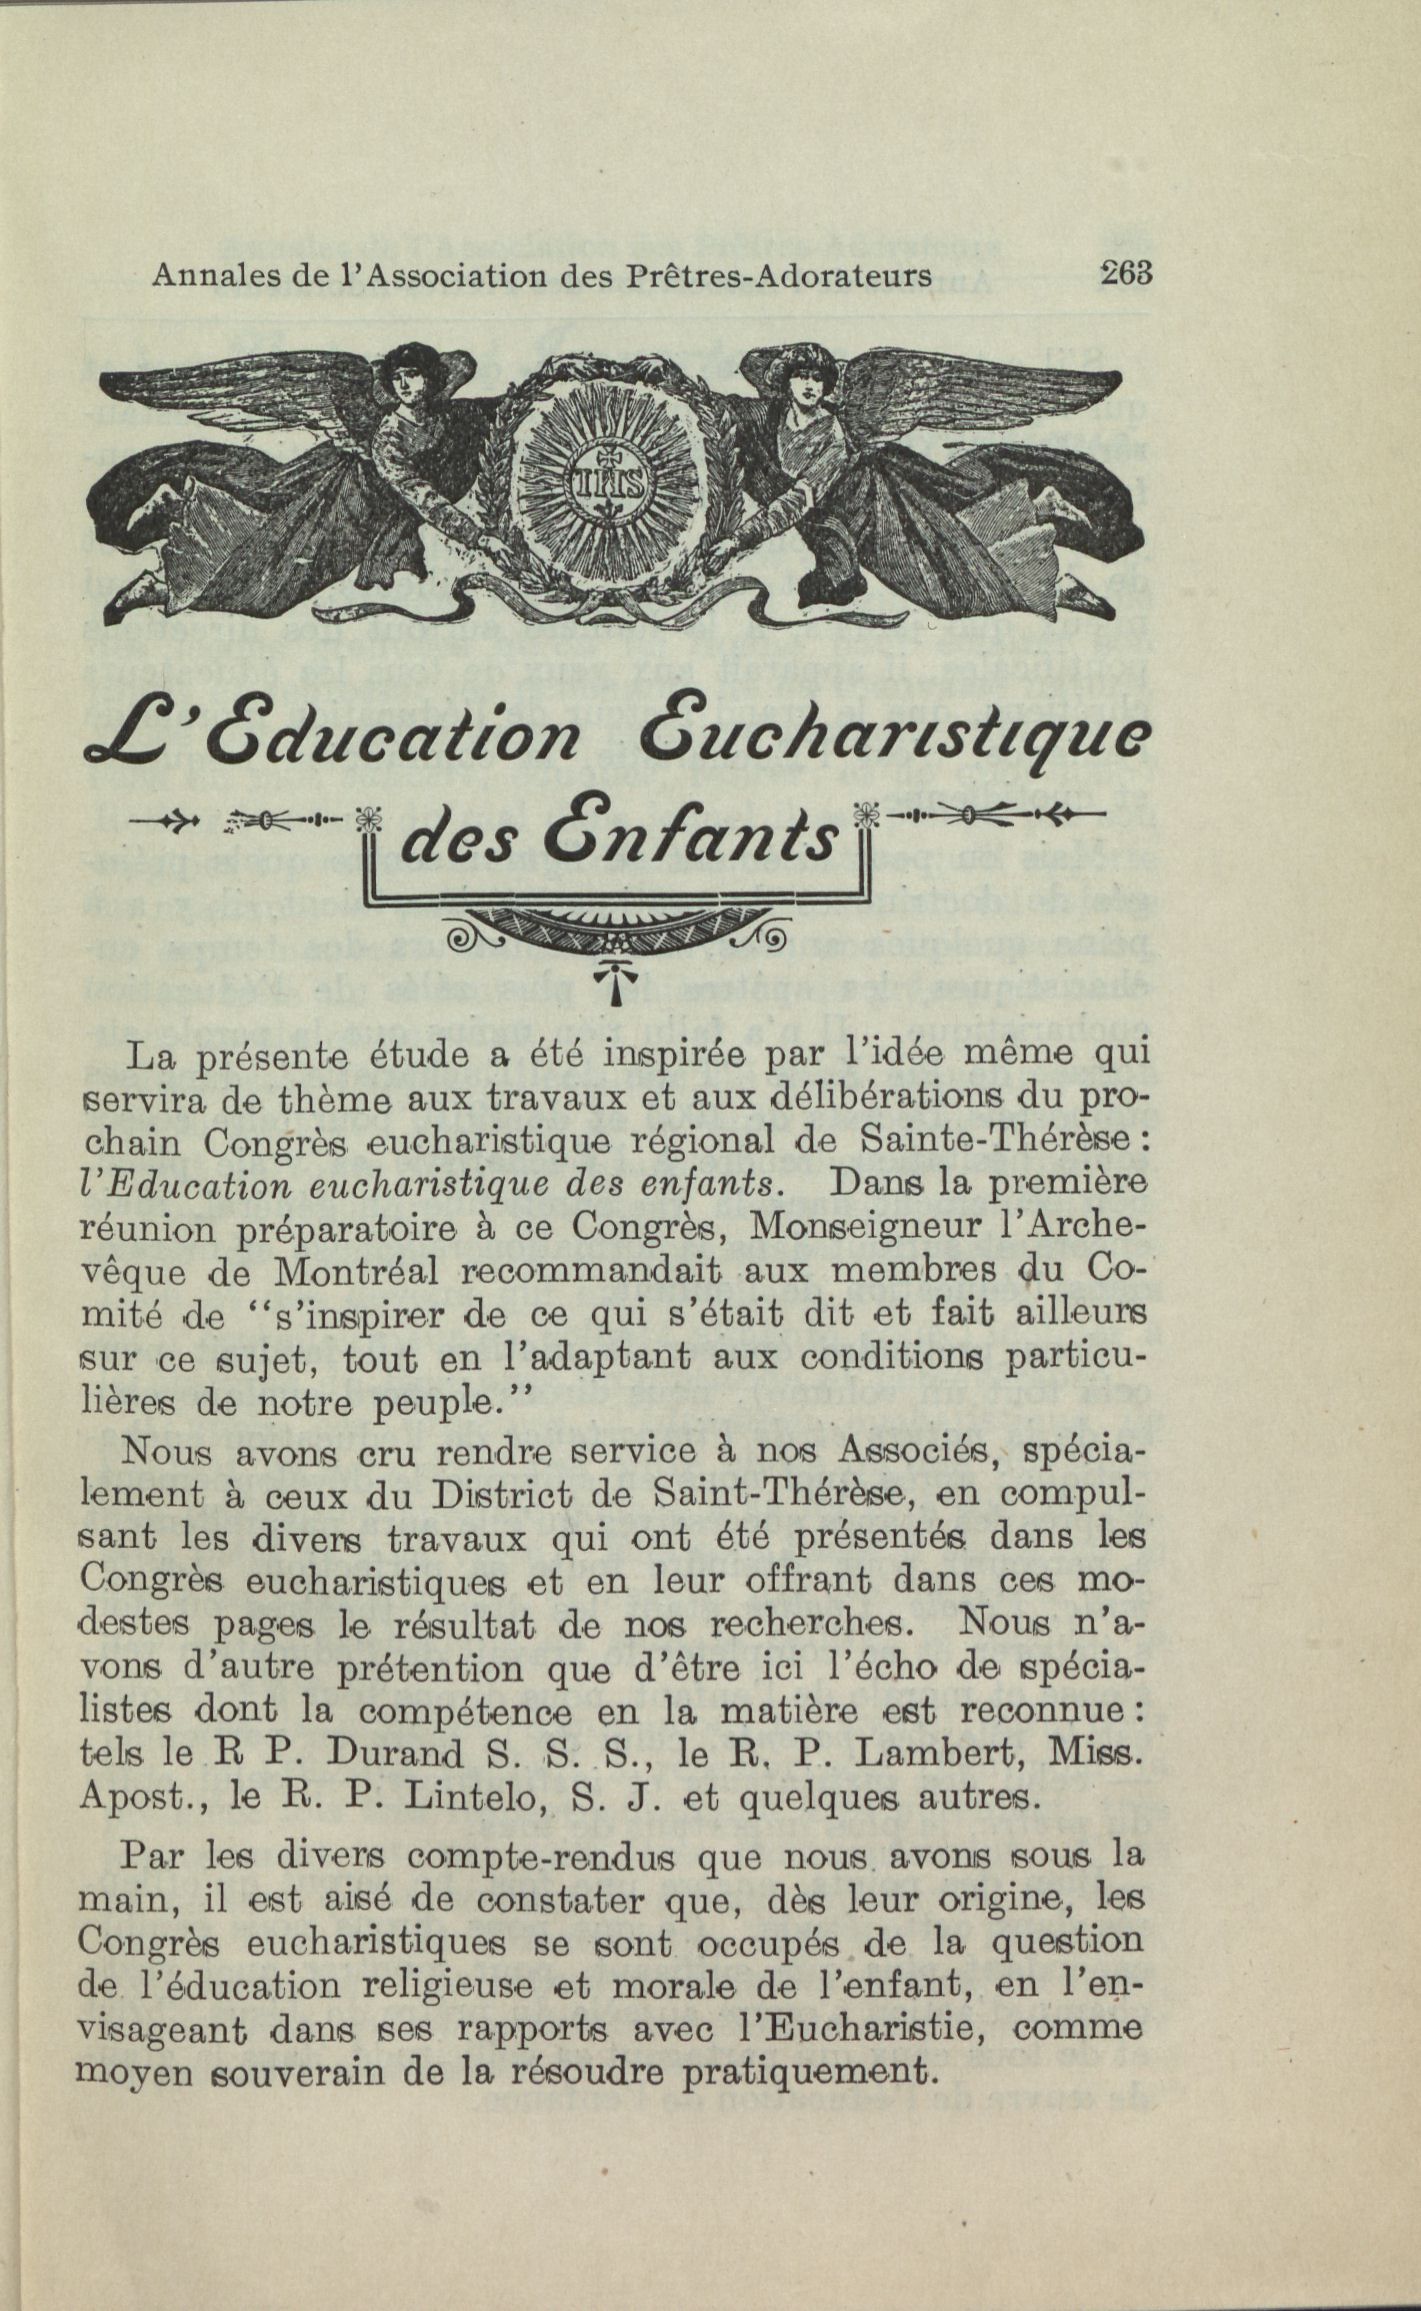 Annales de l'Association des Prêtres-Adorateurs 263
IHS
L'Education Eucharistique
des Enfants
La présente étude a été inspirée par l'idée même qui
servira de thème aux travaux et aux délibérations du pro-
chain Congrès eucharistique régional de Sainte-Thérèse :
l'Education eucharistique des enfants. Dans la première
réunion préparatoire à ce Congrès, Monseigneur l'Arche-
vêque de Montréal recommandait aux membres du Co-
mité de "s'inspirer de ce qui s'était dit et fait ailleurs
sur ce sujet, tout en l'adaptant aux conditions particu-
lières de notre peuple."
Nous avons cru rendre service à nos Associés, spécia-
lement à ceux du District de Saint-Thérèse, en compul-
sant les divers travaux qui ont été présentés dans les
Congrès eucharistiques et en leur offrant dans ces mo-
destes pages le résultat de nos recherches. Nous n'a-
vons d'autre prétention que d'être ici l'écho de spécia-
listes dont la compétence en la matière est reconnue :
tels le R P. Durand S. S. S., le R. P. Lambert, Miss.
Apost., le R. P. Lintelo, S. J. et quelques autres.
Par les divers compte-rendus que nous avons sous la
main, il est aisé de constater que, dès leur origine, les
Congrès eucharistiques se sont occupés de la question
de l'éducation religieuse et morale de l'enfant, en l'en-
visageant dans ses rapports avec l'Eucharistie, comme
moyen souverain de la résoudre pratiquement.